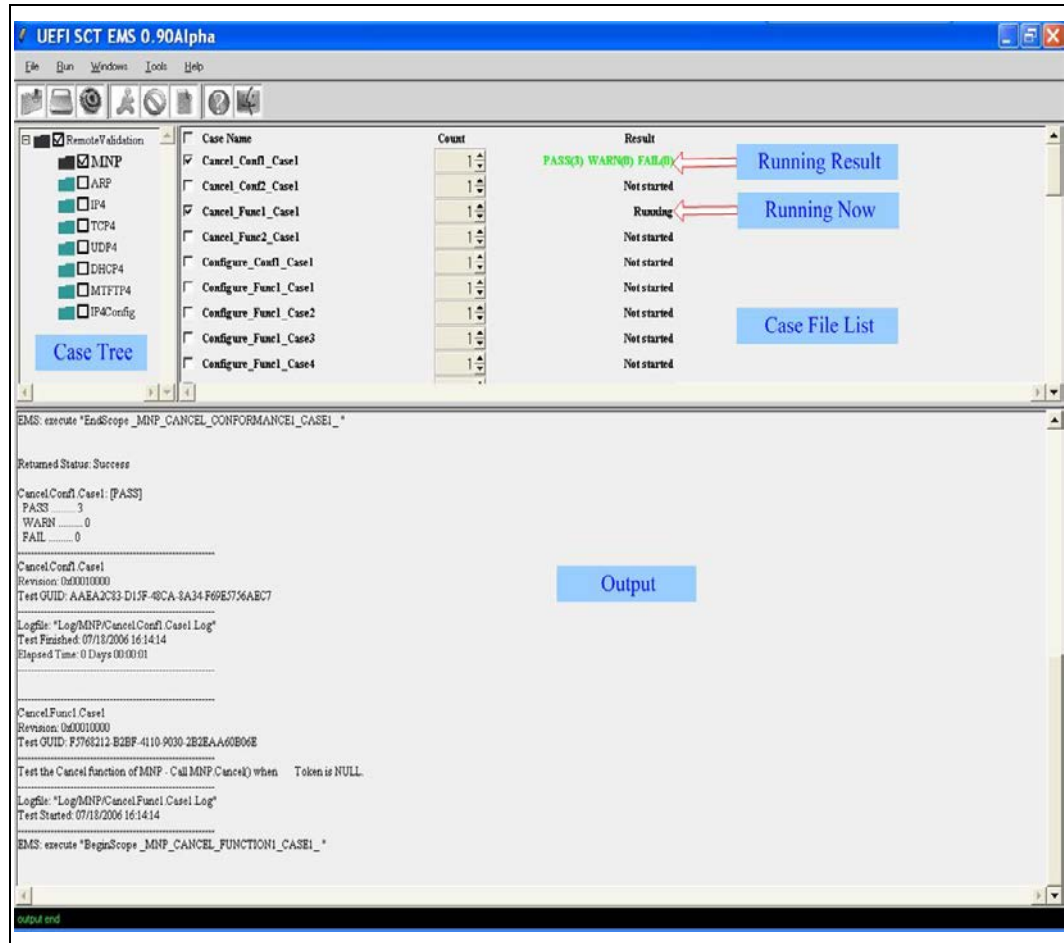 UEFI SCT EMS 0.90Alpha
File Run Windows Tools Help
RemoteValidation
MNP
ARP
IP4
TCP4
UDP4
DHCP4
MTFTP4
IP4Config
Case Tree
Case Name Count Result
Cancel_Conf1_Case1 1 PASS(3) WARN(0) FAIL(0) Running Result
Cancel_Conf2_Case1 1 Not started
Cancel_Func1_Case1 1 Running Running Now
Cancel_Func2_Case1 1 Not started
Configure_Conf1_Case1 1 Not started
Configure_Func1_Case1 1 Not started
Configure_Func1_Case2 1 Not started
Configure_Func1_Case3 1 Not started
Configure_Func1_Case4 1 Not started
Case File List
EMS: execute "EndScope _MNP_CANCEL_CONFORMANCE1_CASE1_"
Returned Status: Success
Cancel.Conf1.Case1: [PASS]
PASS ......... 3
WARN ......... 0
FAIL ......... 0
Cancel.Conf1.Case1
Revision: 0x00010000
Test GUID: AAEA2C83-D15F-48CA-8A34-F69E5756AEC7
Logfile: "Log/MNP/Cancel.Conf1.Case1.Log"
Test Finished: 07/18/2006 16:14:14
Elapsed Time: 0 Days 00:00:01
Cancel.Func1.Case1
Revision: 0x00010000
Test GUID: F5768212-B2BF-4110-9030-2B2EAA60B06E
Test the Cancel function of MNP - Call MNP.Cancel() when Token is NULL.
Logfile: "Log/MNP/Cancel.Func1.Case1.Log"
Test Started: 07/18/2006 16:14:14
EMS: execute "BeginScope _MNP_CANCEL_FUNCTION1_CASE1_"
Output
output end